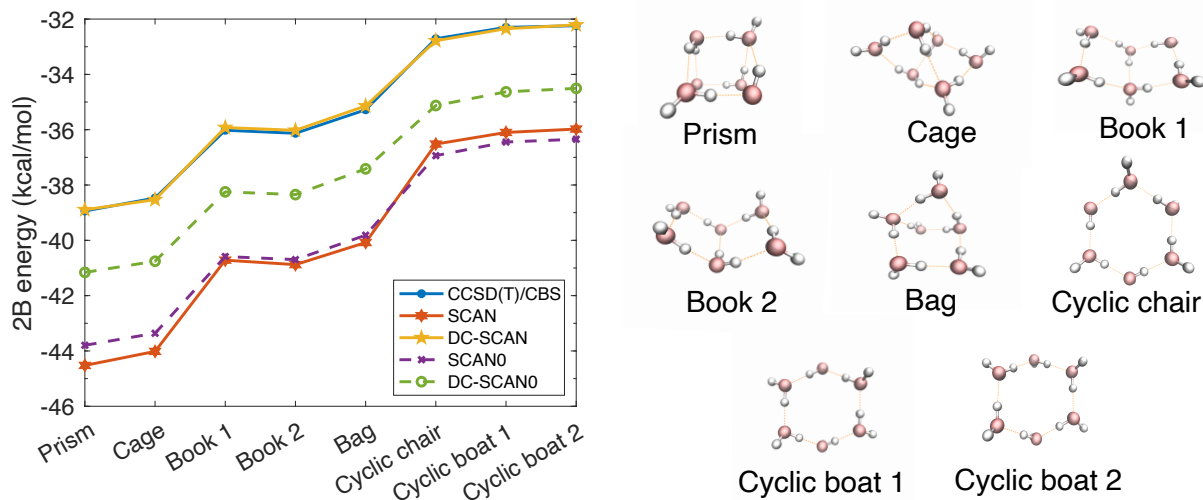 2B energy (kcal/mol)
-32
-34
-36
-38
-40
-42
-44
-46
CCSD(T)/CBS
SCAN
DC-SCAN
SCAN0
DC-SCAN0
Prism
Cage
Book 1
Book 2
Bag
Cyclic chair
Cyclic boat 1
Cyclic boat 2
Prism
Cage
Book 1
Book 2
Bag
Cyclic chair
Cyclic boat 1
Cyclic boat 2